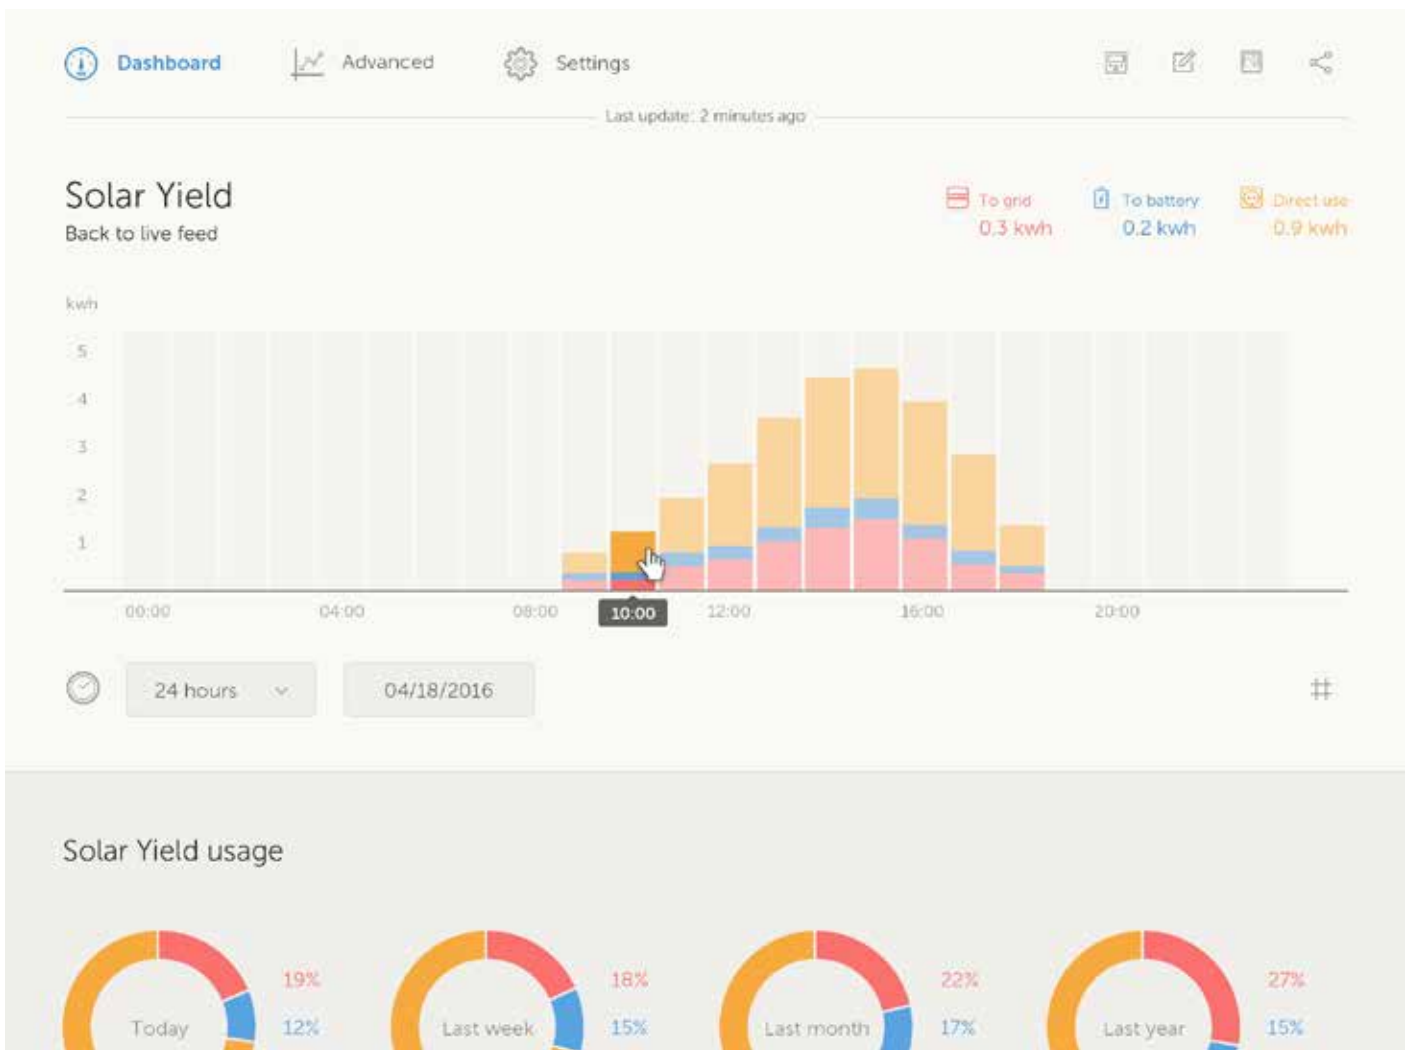 Dashboard Advanced Settings
Last update: 2 minutes ago
Solar Yield
Back to live feed
To grid
0.3 kwh
To battery
0.2 kwh
Direct use
0.9 kwh
kwh
5
4
3
2
1
00:00 04:00 08:00 10:00 12:00 16:00 20:00
24 hours 04/18/2016
Solar Yield usage
19% 18% 22% 27%
Today 12% Last week 15% Last month 17% Last year 15%